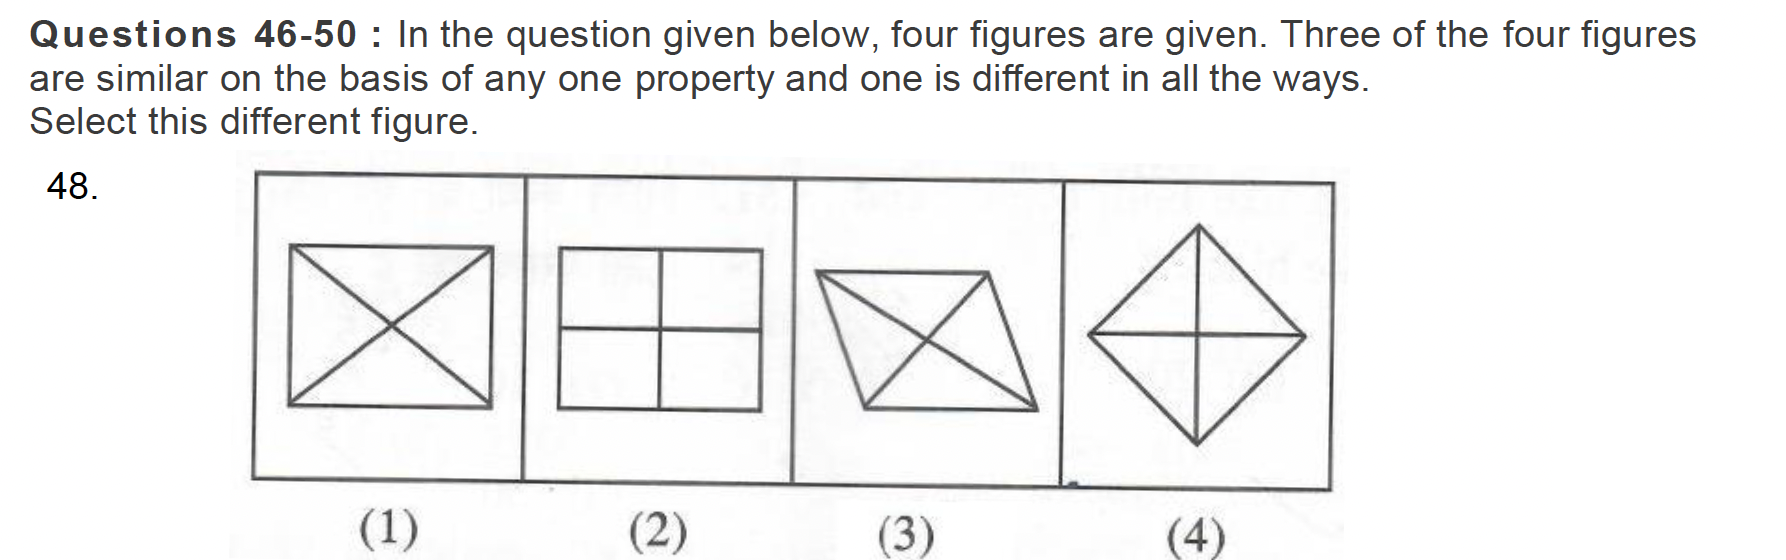 Questions 46-50 : In the question given below, four figures are given. Three of the four figures
are similar on the basis of any one property and one is different in all the ways.
Select this different figure.
48.
(1) (2) (3) (4)